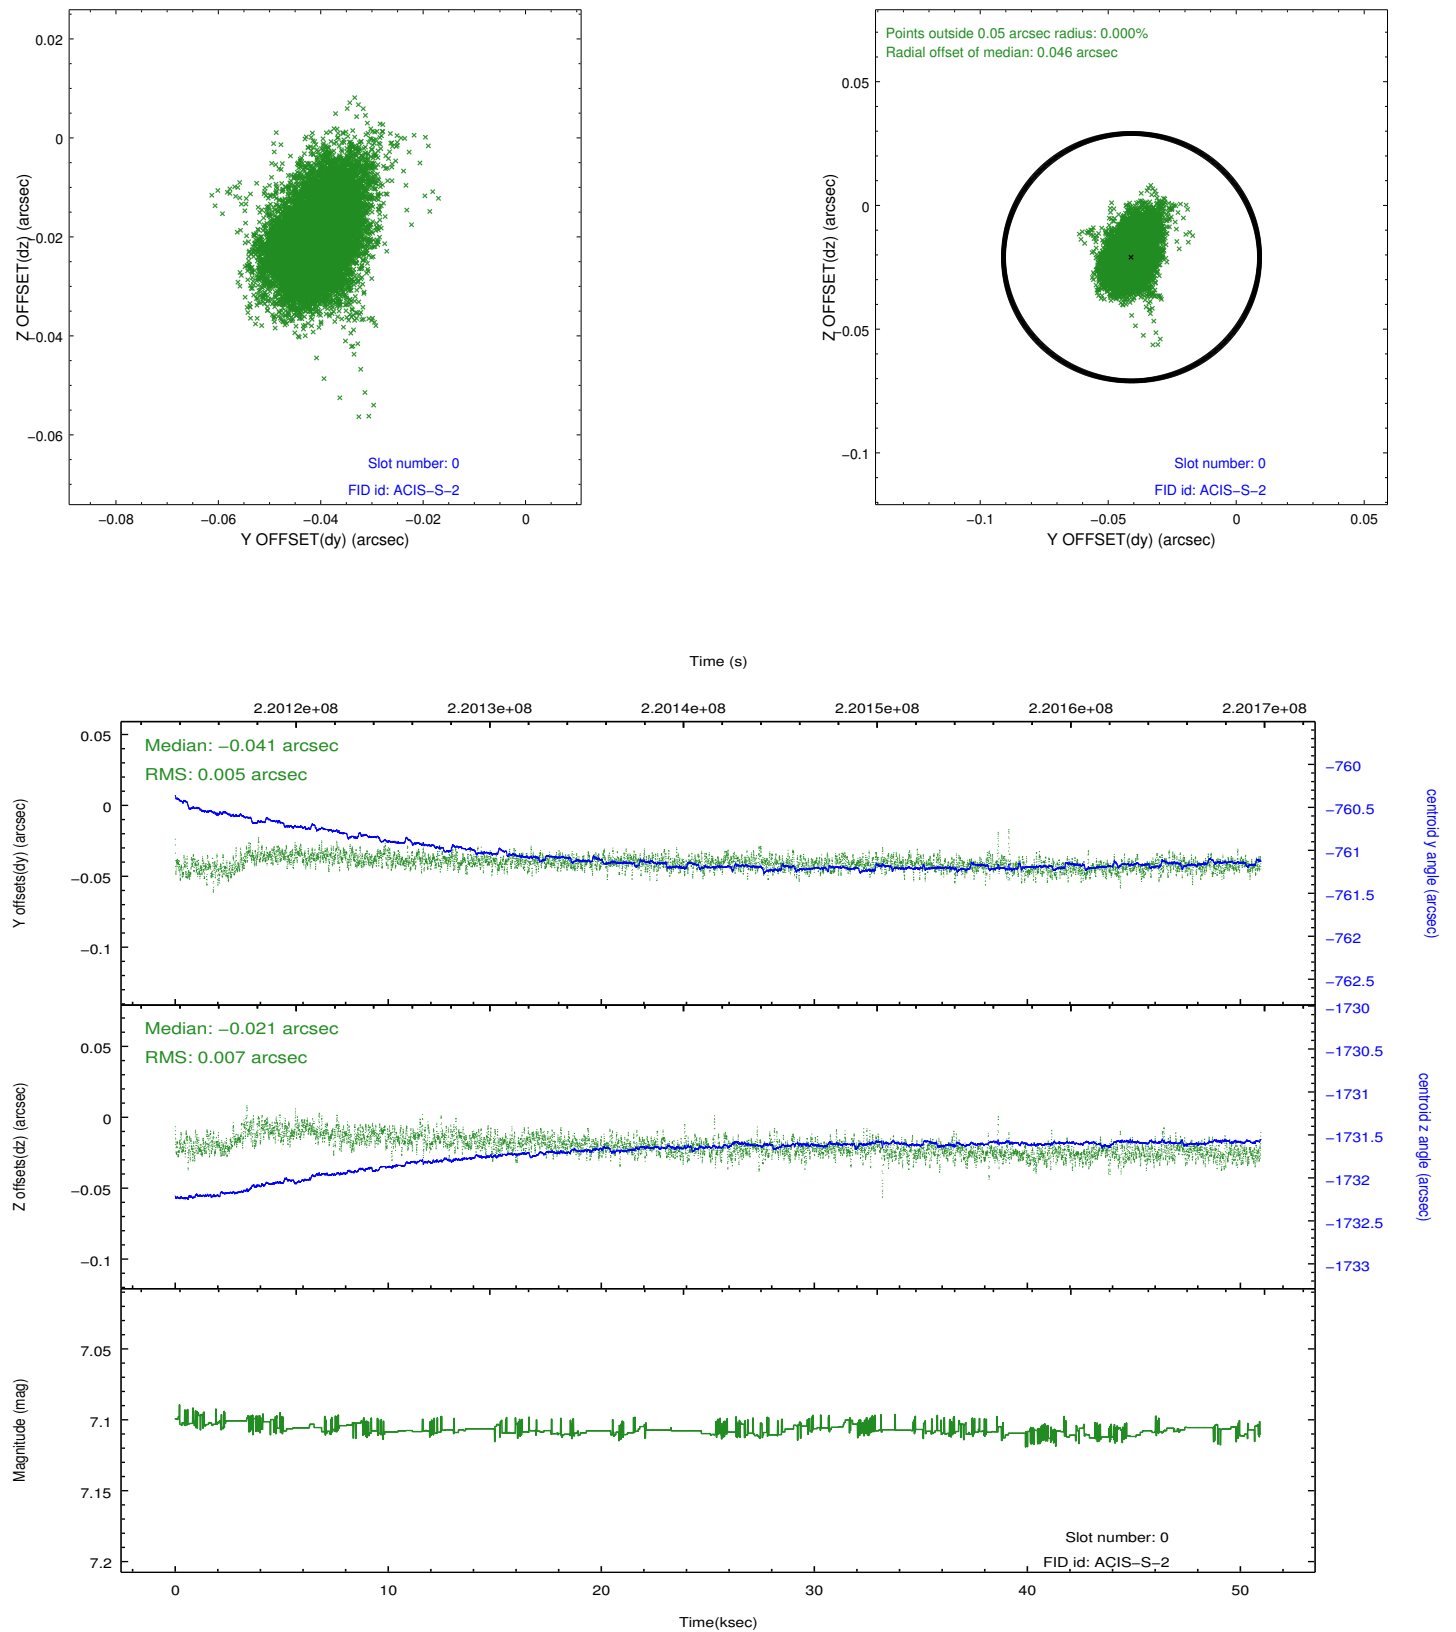 0.02
0
−0.02
−0.04
−0.06
Z OFFSET(dz) (arcsec)
Slot number: 0
FID id: ACIS−S−2
−0.08 −0.06 −0.04 −0.02 0
Y OFFSET(dy) (arcsec)
Points outside 0.05 arcsec radius: 0.000%
Radial offset of median: 0.046 arcsec
0.05
0
−0.05
−0.1
Z OFFSET(dz) (arcsec)
Slot number: 0
FID id: ACIS−S−2
−0.1 −0.05 0 0.05
Y OFFSET(dy) (arcsec)
Time (s)
2.2012e+08 2.2013e+08 2.2014e+08 2.2015e+08 2.2016e+08 2.2017e+08
Median: −0.041 arcsec
RMS: 0.005 arcsec
0.05
0
−0.05
−0.1
Y offsets(dy) (arcsec)
−760
−760.5
−761
−761.5
−762
−762.5
centroid y angle (arcsec)
Median: −0.021 arcsec
RMS: 0.007 arcsec
0.05
0
−0.05
−0.1
Z offsets(dz) (arcsec)
−1730
−1730.5
−1731
−1731.5
−1732
−1732.5
−1733
centroid z angle (arcsec)
7.05
7.1
7.15
7.2
Magnitude (mag)
Slot number: 0
FID id: ACIS−S−2
0 10 20 30 40 50
Time(ksec)